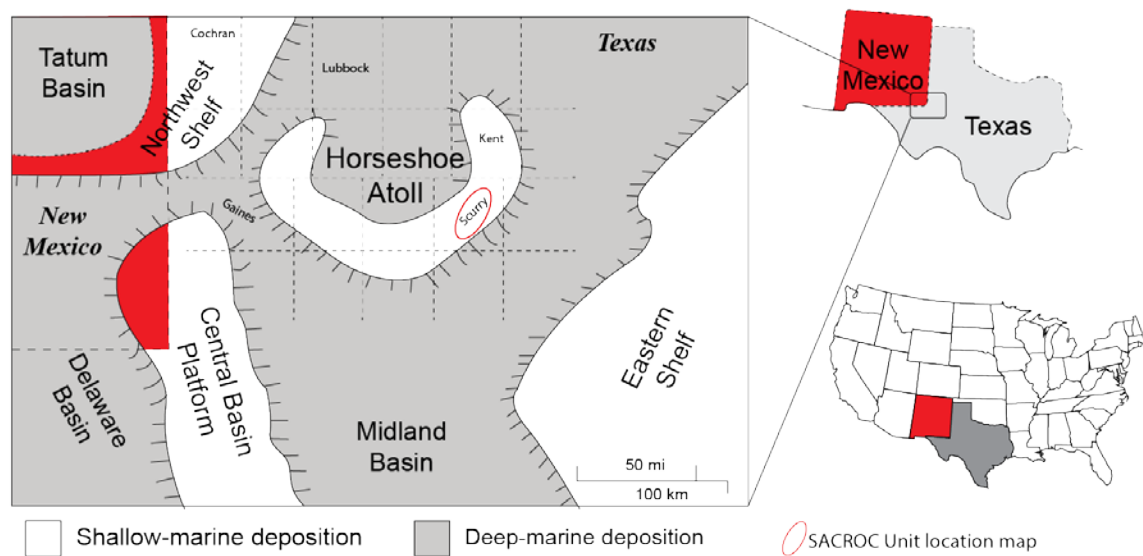 Tatum
Basin
Cochran
Northwest
Shelf
Lubbock
Texas
Kent
Horseshoe
Atoll
Scurry
Gaines
New
Mexico
Central Basin
Platform
Delaware
Basin
Midland
Basin
Eastern
Shelf
50 mi
100 km
New
Mexico
Texas
Shallow-marine deposition
Deep-marine deposition
SACROC Unit location map